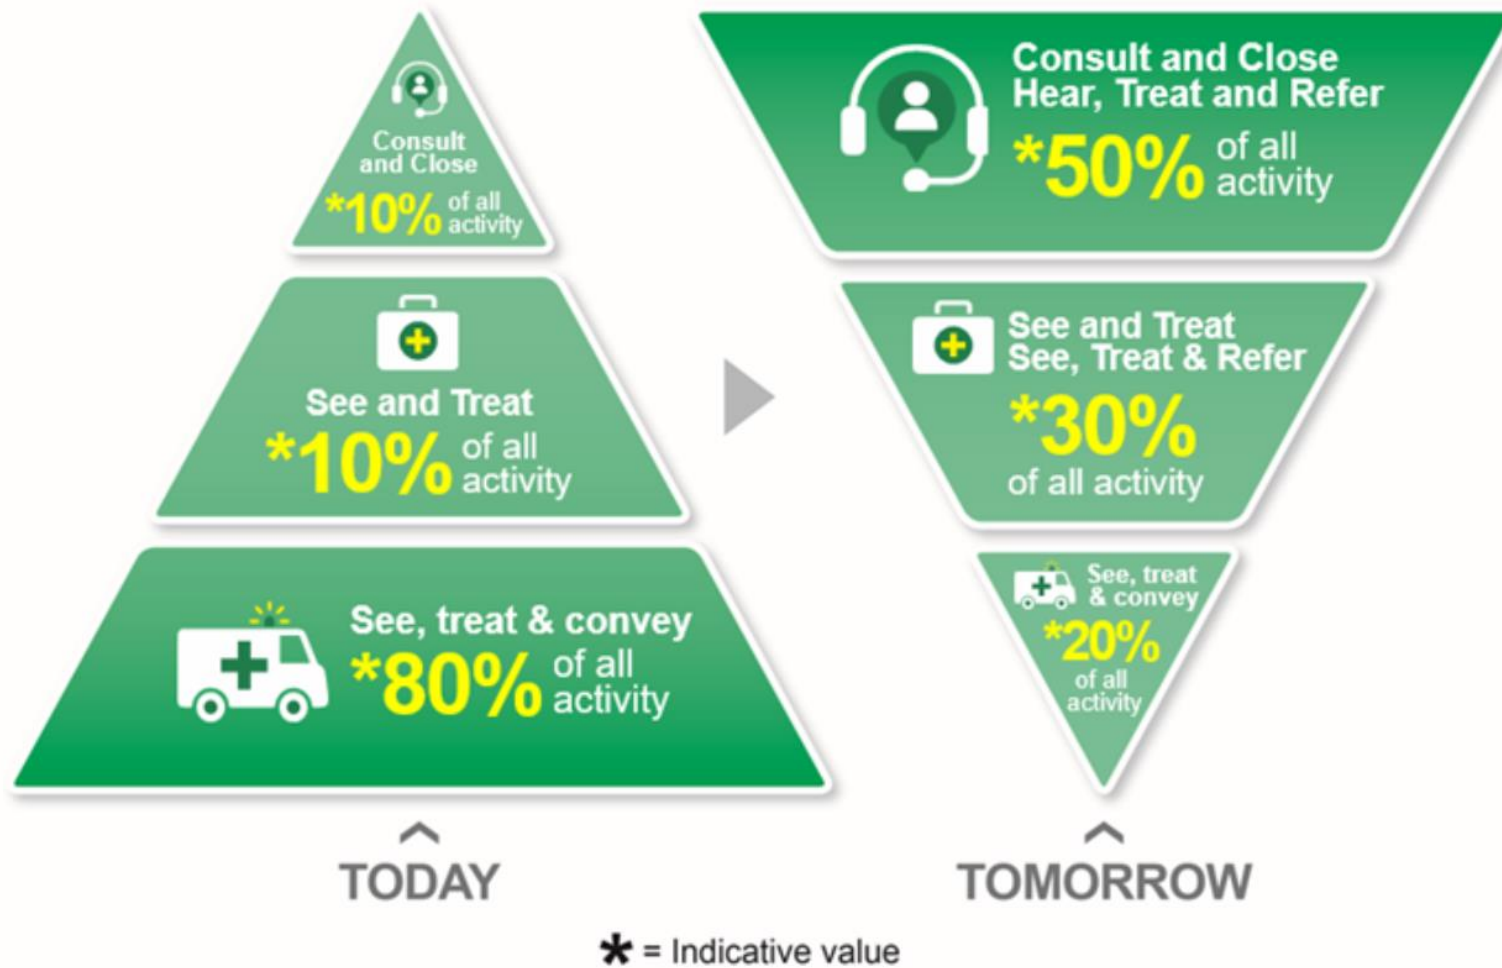 Consult
and Close
*10% of all
activity
See and Treat
*10% of all
activity
See, treat & convey
*80% of all
activity
TODAY
Consult and Close
Hear, Treat and Refer
*50% of all
activity
See and Treat
See, Treat & Refer
*30%
of all activity
See, treat
& convey
*20%
of all
activity
TOMORROW
* = Indicative value